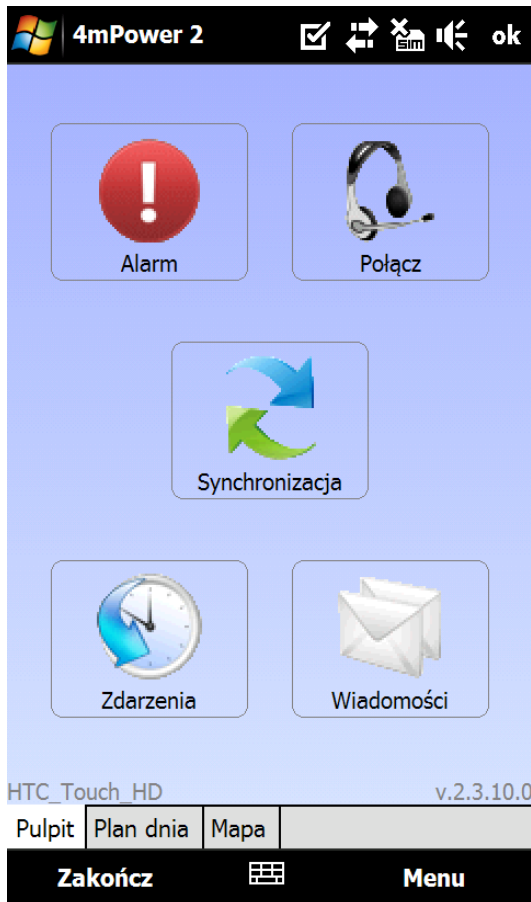 4mPower 2
sim
ok
Alarm
Połącz
Synchronizacja
Zdarzenia
Wiadomości
HTC_Touch_HD
v.2.3.10.0
Pulpit
Plan dnia
Mapa
Zakończ
Menu